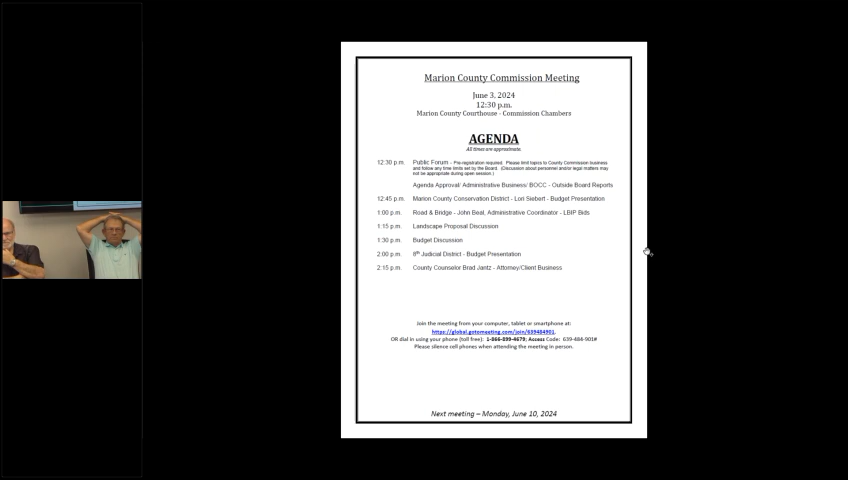 Marion County Commission Meeting
June 3, 2024
12:30 p.m.
Marion County Courthouse - Commission Chambers
AGENDA
All times are approximate.
12:30 p.m. Public Forum - Pre-registration required. Please limit topics to County Commission business
and follow any time limits set by the Board. (Discussion about personnel and/or legal matters may
not be appropriate during open session.)
Agenda Approval/ Administrative Business/ BOCC - Outside Board Reports
12:45 p.m. Marion County Conservation District - Lori Siebert - Budget Presentation
1:00 p.m. Road & Bridge - John Beal, Administrative Coordinator - LBIP Bids
1:15 p.m. Landscape Proposal Discussion
1:30 p.m. Budget Discussion
2:00 p.m. 8th Judicial District - Budget Presentation
2:15 p.m. County Counselor Brad Jantz - Attorney/Client Business
Join the meeting from your computer, tablet or smartphone at:
https://global.gotomeeting.com/join/639484901.
OR dial in using your phone (toll free): 1-866-899-4679; Access Code: 639-484-901#
Please silence cell phones when attending the meeting in person.
Next meeting – Monday, June 10, 2024